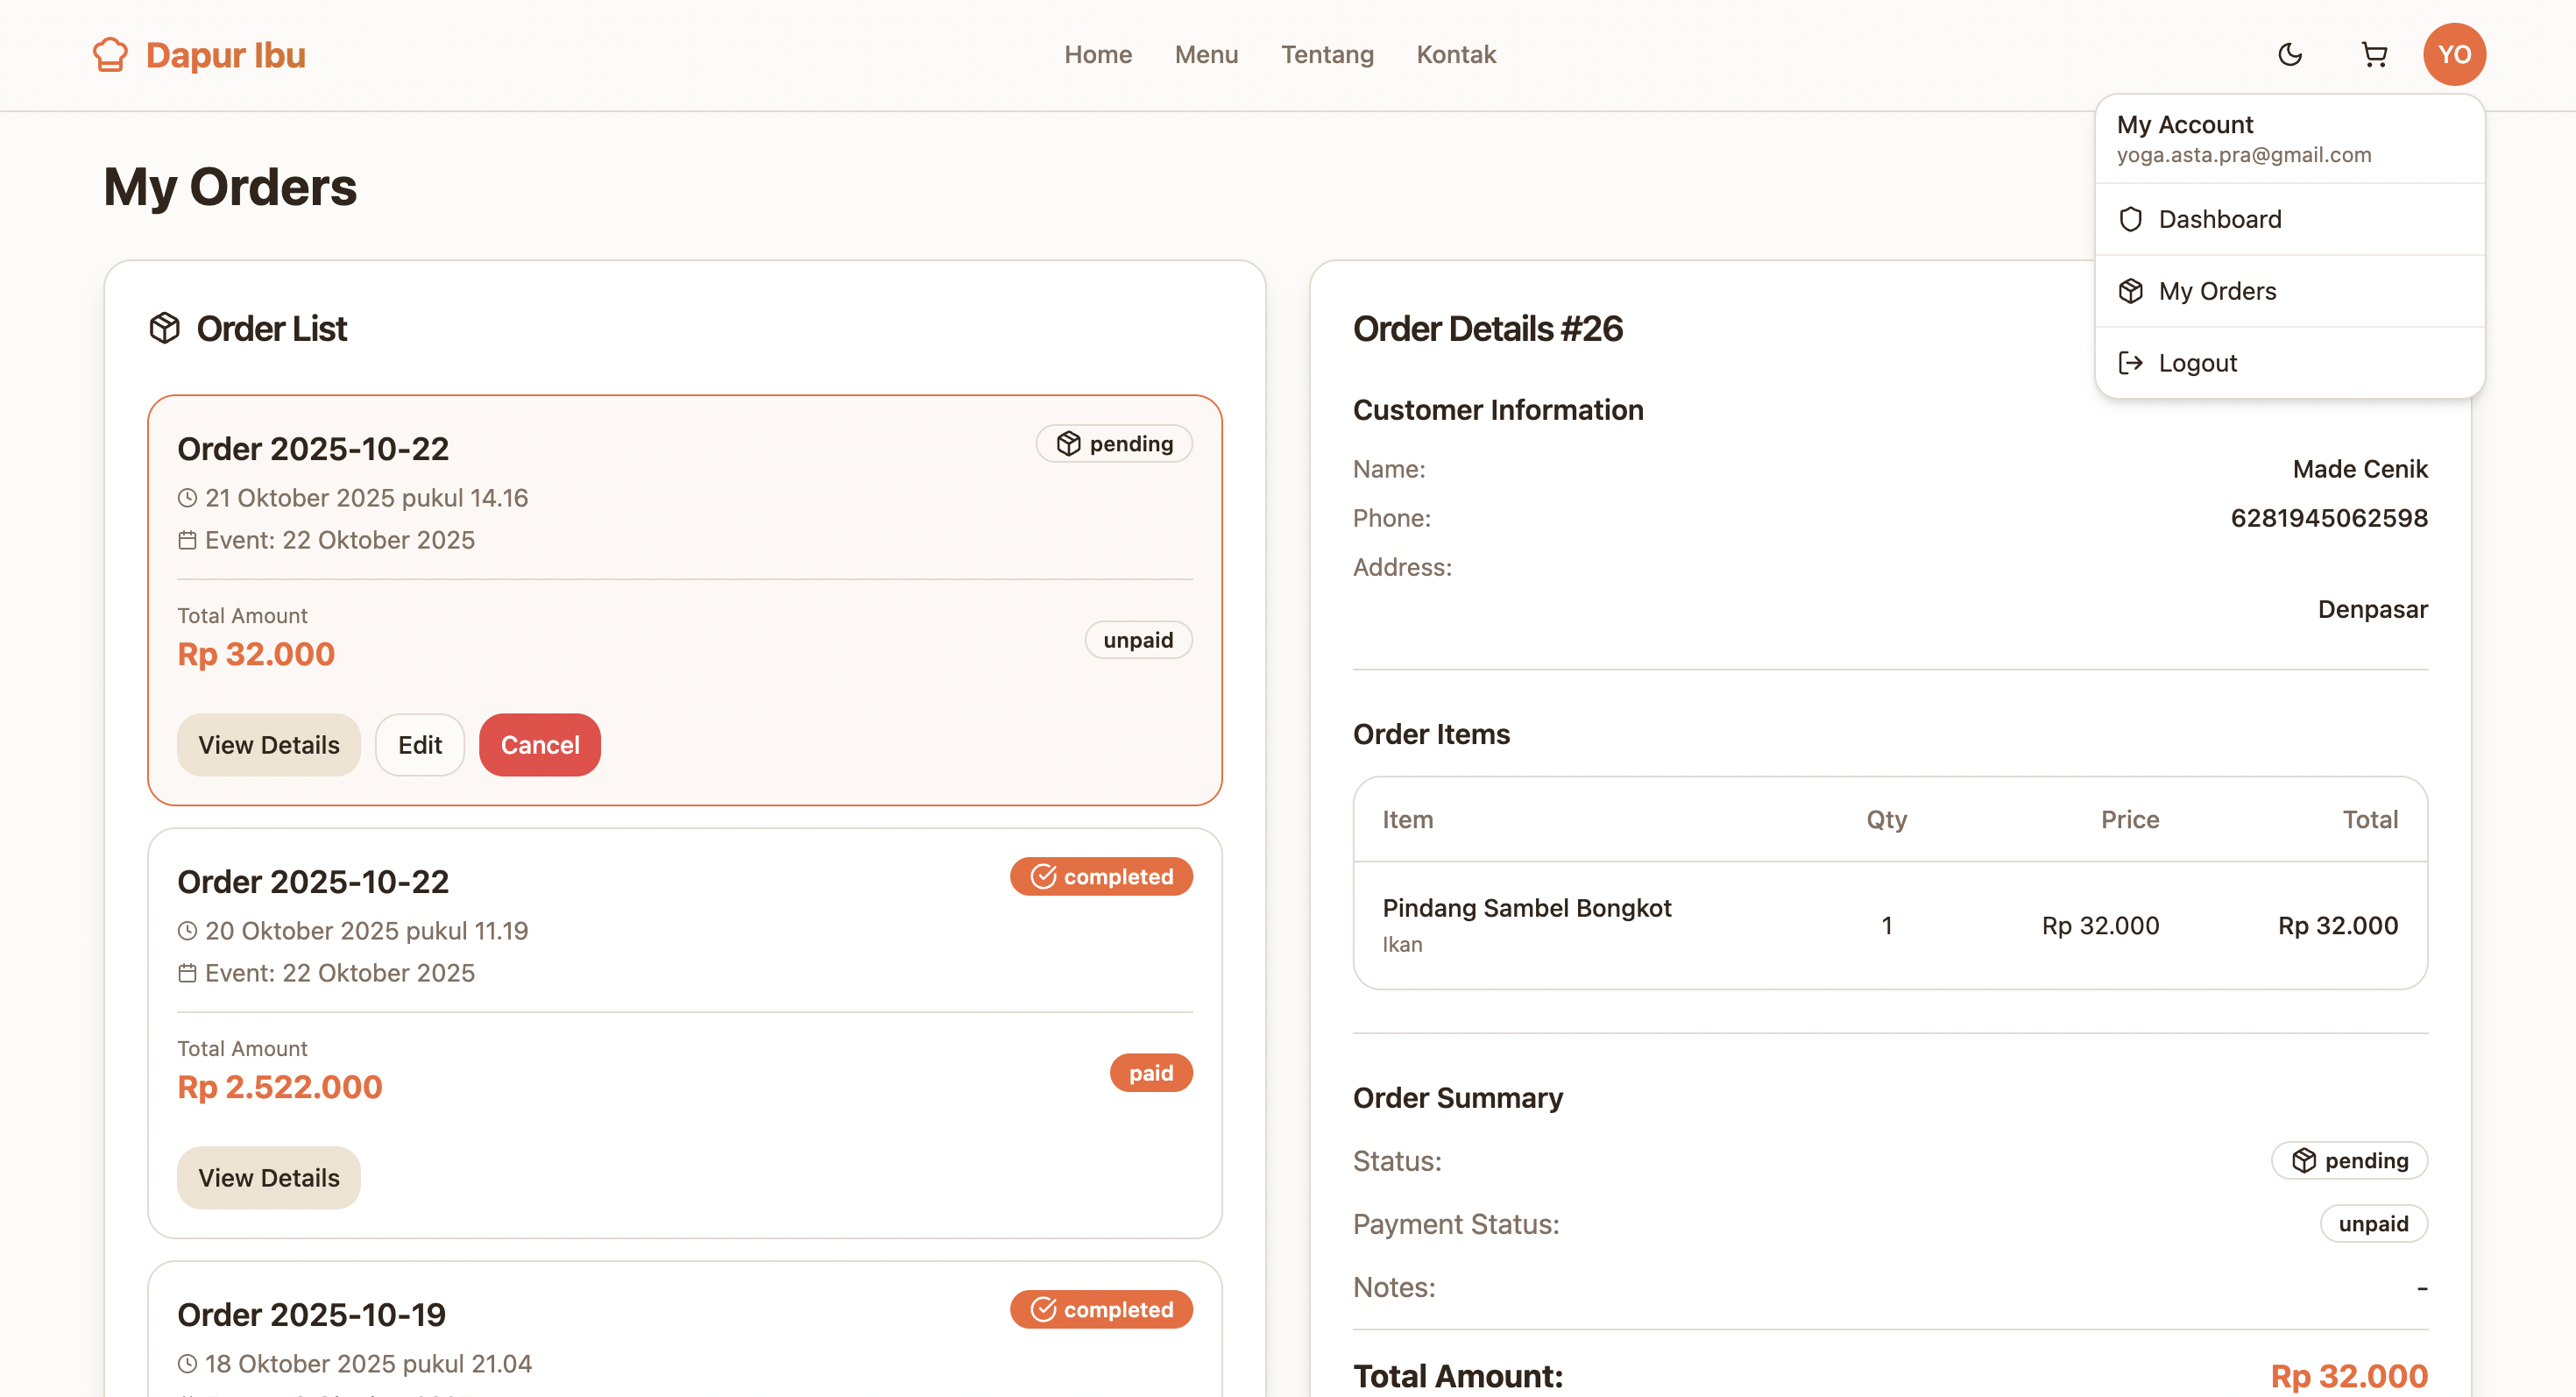 Dapur Ibu
Home Menu Tentang Kontak
YO
My Account
yoga.asta.pra@gmail.com
Dashboard
My Orders
Logout
My Orders
Order List
Order 2025-10-22
pending
21 Oktober 2025 pukul 14.16
Event: 22 Oktober 2025
Total Amount
Rp 32.000
unpaid
View Details Edit Cancel
Order 2025-10-22
completed
20 Oktober 2025 pukul 11.19
Event: 22 Oktober 2025
Total Amount
Rp 2.522.000
paid
View Details
Order 2025-10-19
completed
18 Oktober 2025 pukul 21.04
Order Details #26
Customer Information
Name: Made Cenik
Phone: 6281945062598
Address:
Denpasar
Order Items
Item Qty Price Total
Pindang Sambel Bongkot
Ikan
1 Rp 32.000 Rp 32.000
Order Summary
Status: pending
Payment Status: unpaid
Notes: -
Total Amount: Rp 32.000